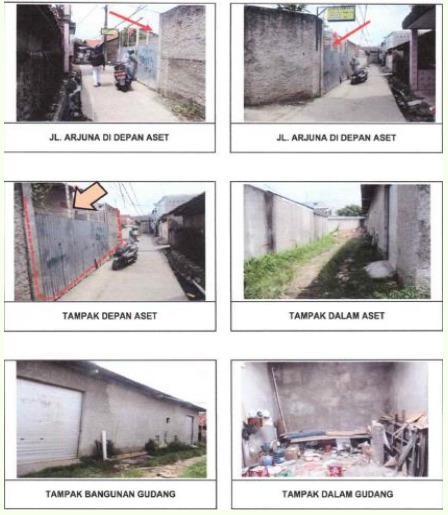 JL. ARJUNA DI DEPAN ASET
JL. ARJUNA DI DEPAN ASET
TAMPAK DEPAN ASET
TAMPAK DALAM ASET
TAMPAK BANGUNAN GUDANG
TAMPAK DALAM GUDANG